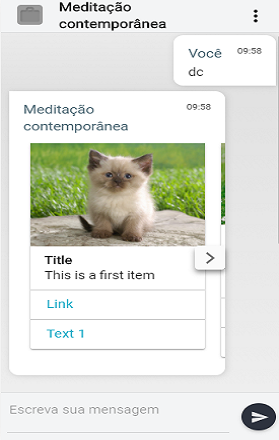 Meditação
contemporânea
Você 09:58
dc
Meditação 09:58
contemporânea
Title
This is a first item
Link
Text 1
Escreva sua mensagem